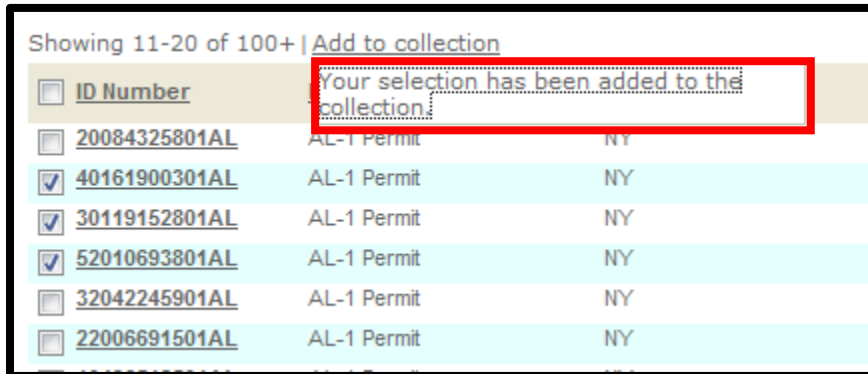 Showing 11-20 of 100+ | Add to collection
Your selection has been added to the
ID Number
collection.
20084325801AL AL-1 Permit NY
40161900301AL AL-1 Permit NY
30119152801AL AL-1 Permit NY
52010693801AL AL-1 Permit NY
32042245901AL AL-1 Permit NY
22006691501AL AL-1 Permit NY